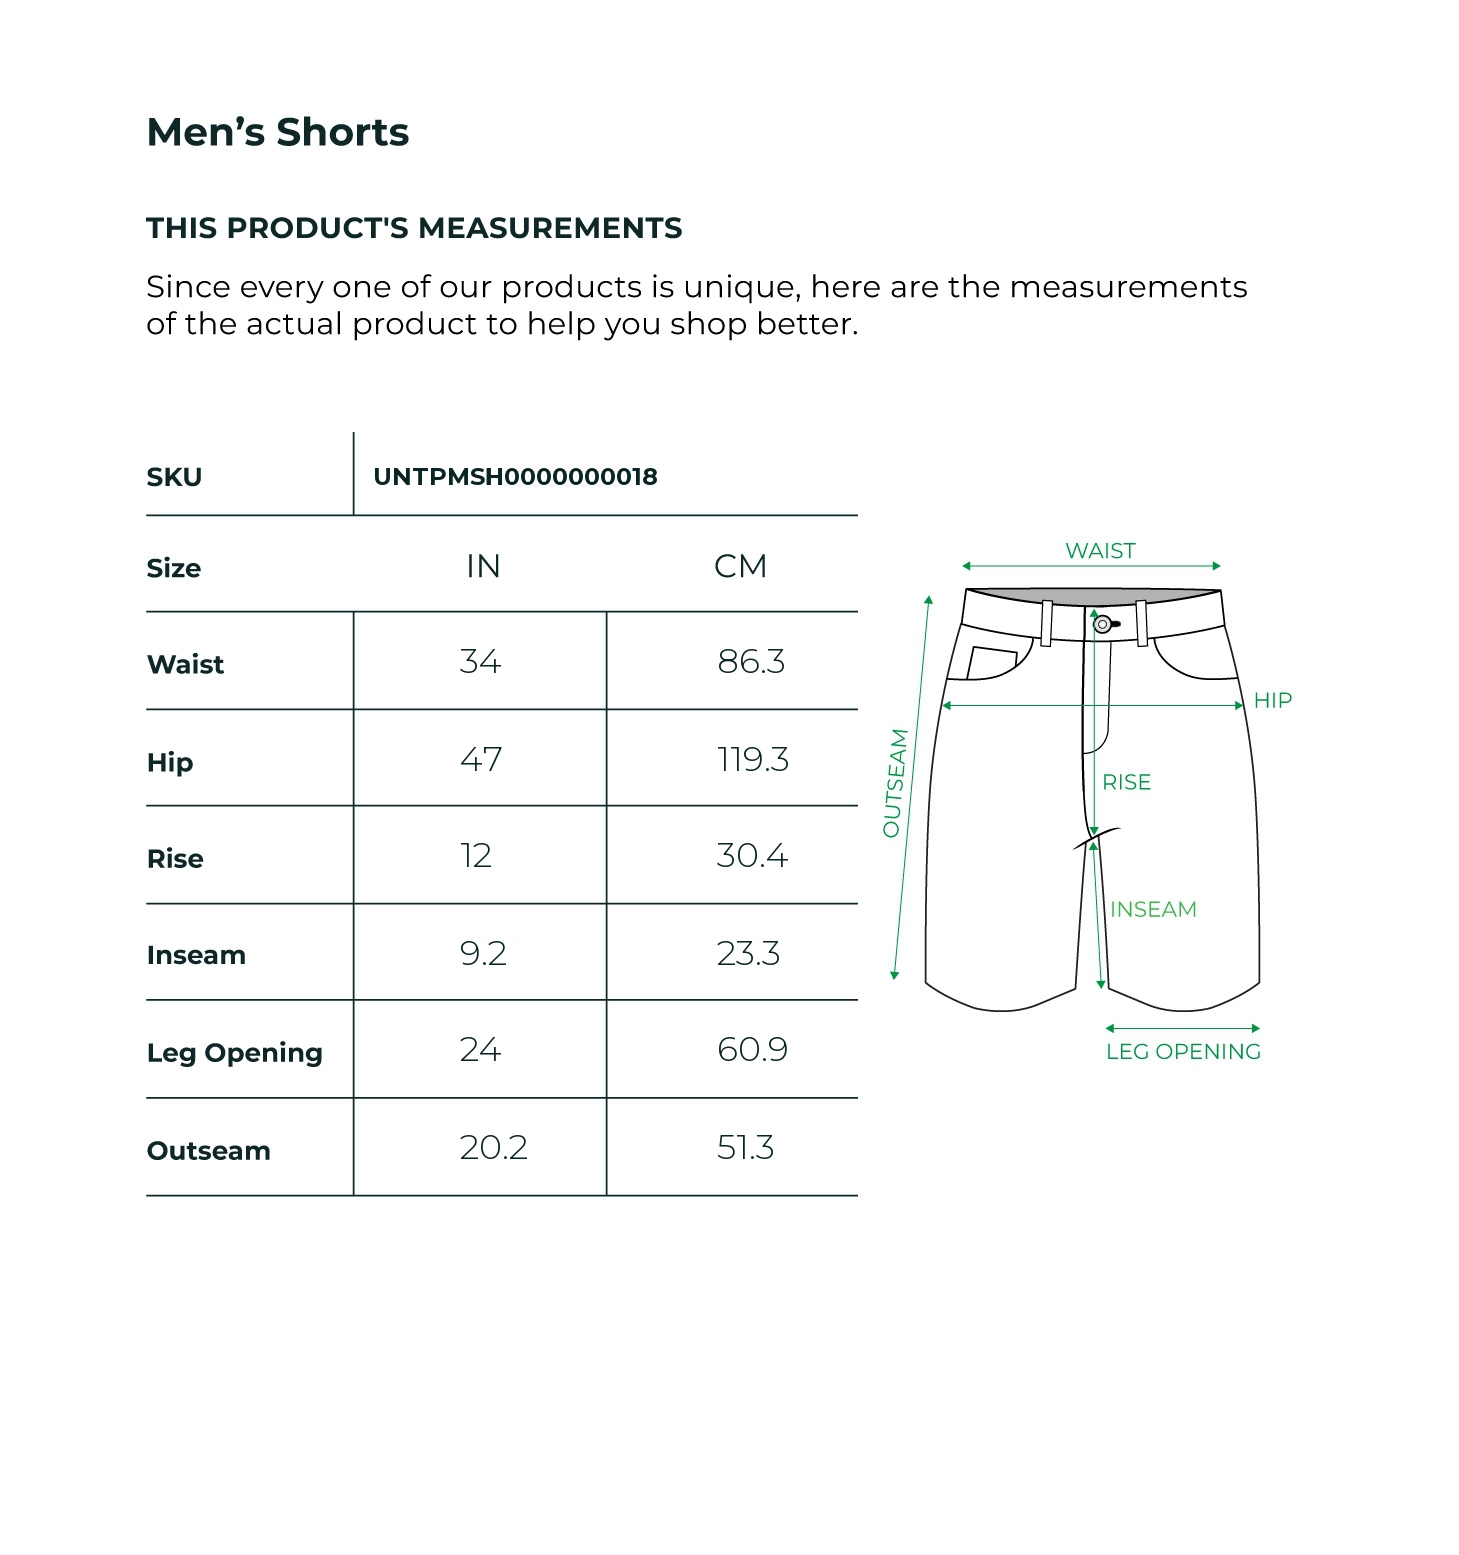 Men’s Shorts
THIS PRODUCT'S MEASUREMENTS
Since every one of our products is unique, here are the measurements
of the actual product to help you shop better.
SKU UNTPMSH0000000018
Size IN CM
Waist 34 86.3
Hip 47 119.3
Rise 12 30.4
Inseam 9.2 23.3
Leg Opening 24 60.9
Outseam 20.2 51.3
WAIST
HIP
OUTSEAM
RISE
INSEAM
LEG OPENING